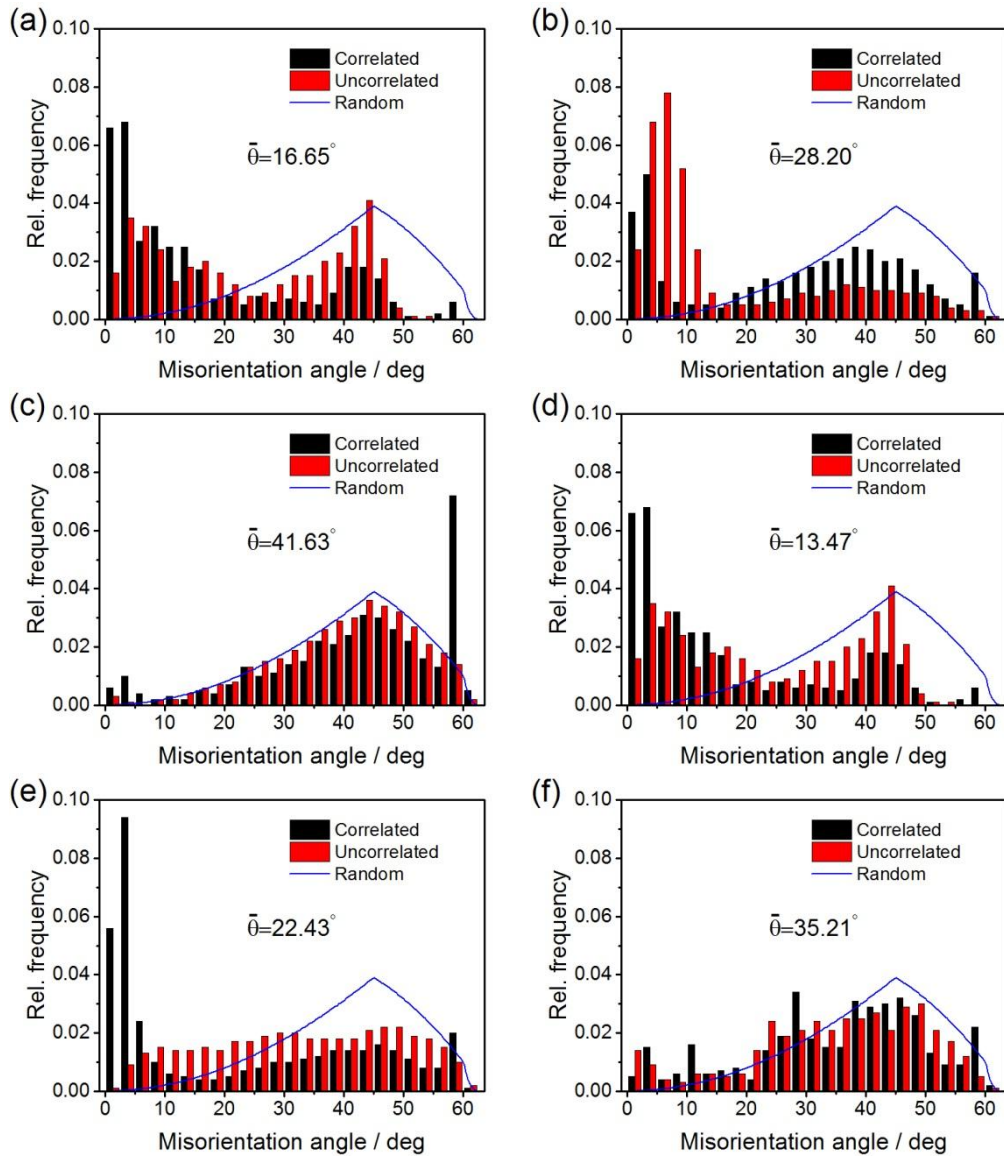 (a)
0.10
0.08
0.06
0.04
0.02
0.00
Rel. frequency
Correlated
Uncorrelated
Random
θ̄=16.65°
0 10 20 30 40 50 60
Misorientation angle / deg
(b)
0.10
0.08
0.06
0.04
0.02
0.00
Rel. frequency
Correlated
Uncorrelated
Random
θ̄=28.20°
0 10 20 30 40 50 60
Misorientation angle / deg
(c)
0.10
0.08
0.06
0.04
0.02
0.00
Rel. frequency
Correlated
Uncorrelated
Random
θ̄=41.63°
0 10 20 30 40 50 60
Misorientation angle / deg
(d)
0.10
0.08
0.06
0.04
0.02
0.00
Rel. frequency
Correlated
Uncorrelated
Random
θ̄=13.47°
0 10 20 30 40 50 60
Misorientation angle / deg
(e)
0.10
0.08
0.06
0.04
0.02
0.00
Rel. frequency
Correlated
Uncorrelated
Random
θ̄=22.43°
0 10 20 30 40 50 60
Misorientation angle / deg
(f)
0.10
0.08
0.06
0.04
0.02
0.00
Rel. frequency
Correlated
Uncorrelated
Random
θ̄=35.21°
0 10 20 30 40 50 60
Misorientation angle / deg